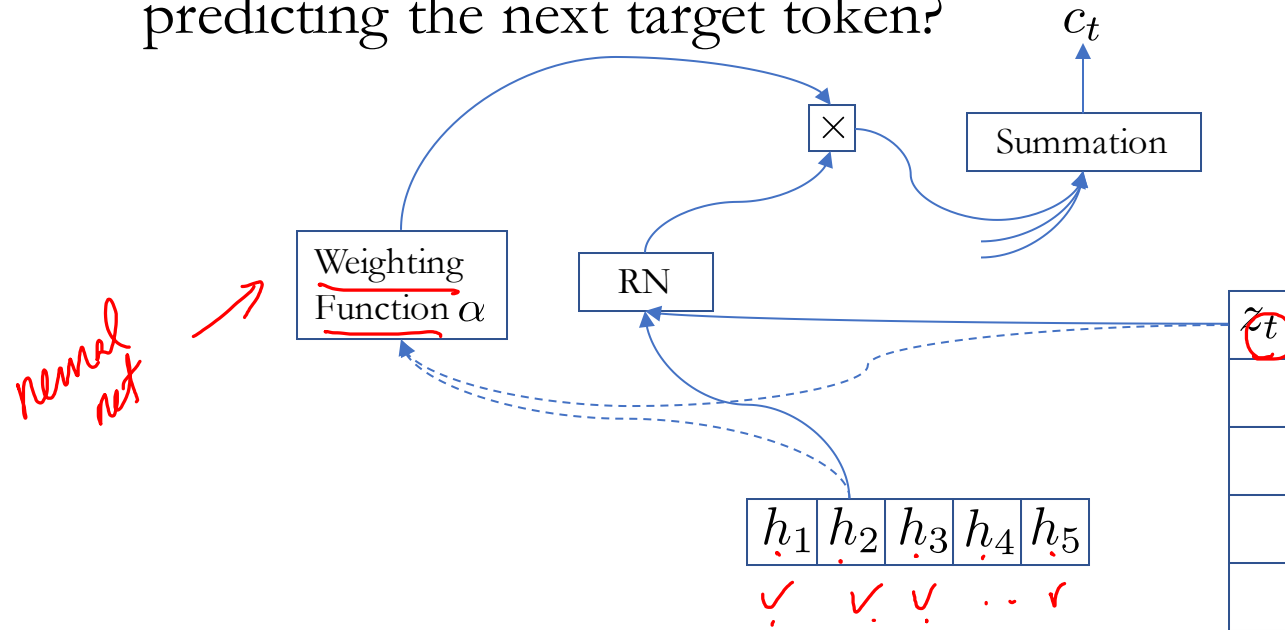 predicting the next target token?
c_t
×
Summation
Weighting
Function α
RN
z_t
neural
net
h_1 h_2 h_3 h_4 h_5